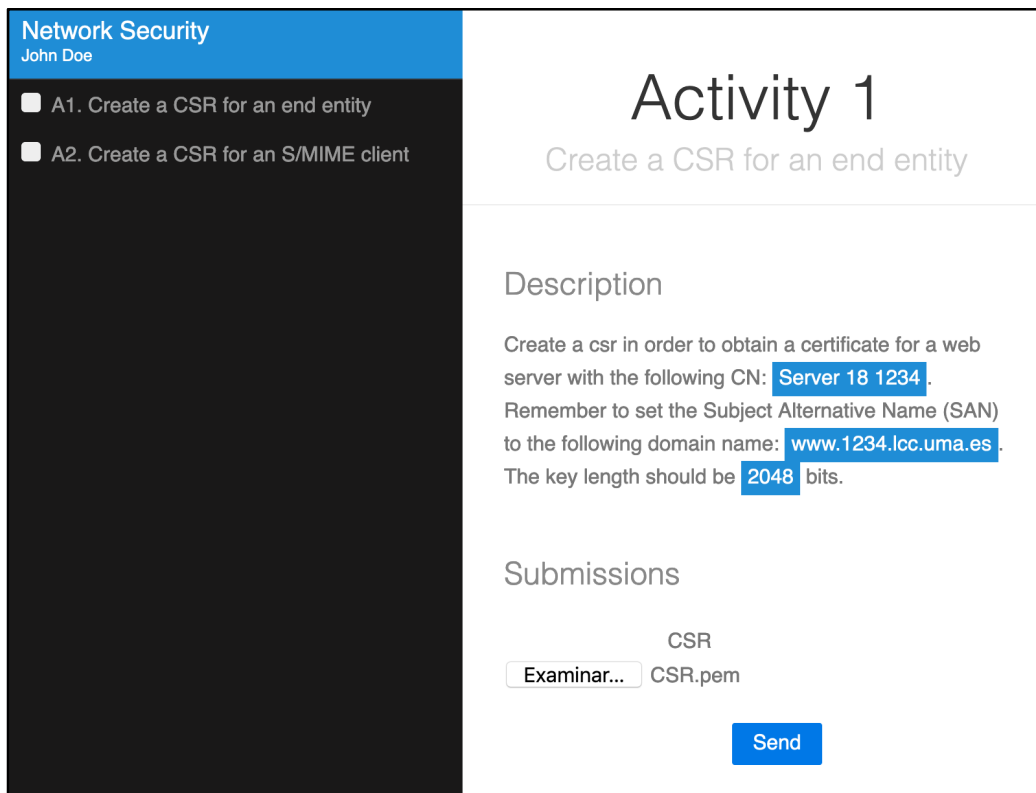 Network Security
John Doe
A1. Create a CSR for an end entity
A2. Create a CSR for an S/MIME client
Activity 1
Create a CSR for an end entity
Description
Create a csr in order to obtain a certificate for a web
server with the following CN: Server 18 1234.
Remember to set the Subject Alternative Name (SAN)
to the following domain name: www.1234.lcc.uma.es.
The key length should be 2048 bits.
Submissions
CSR
Examinar... CSR.pem
Send